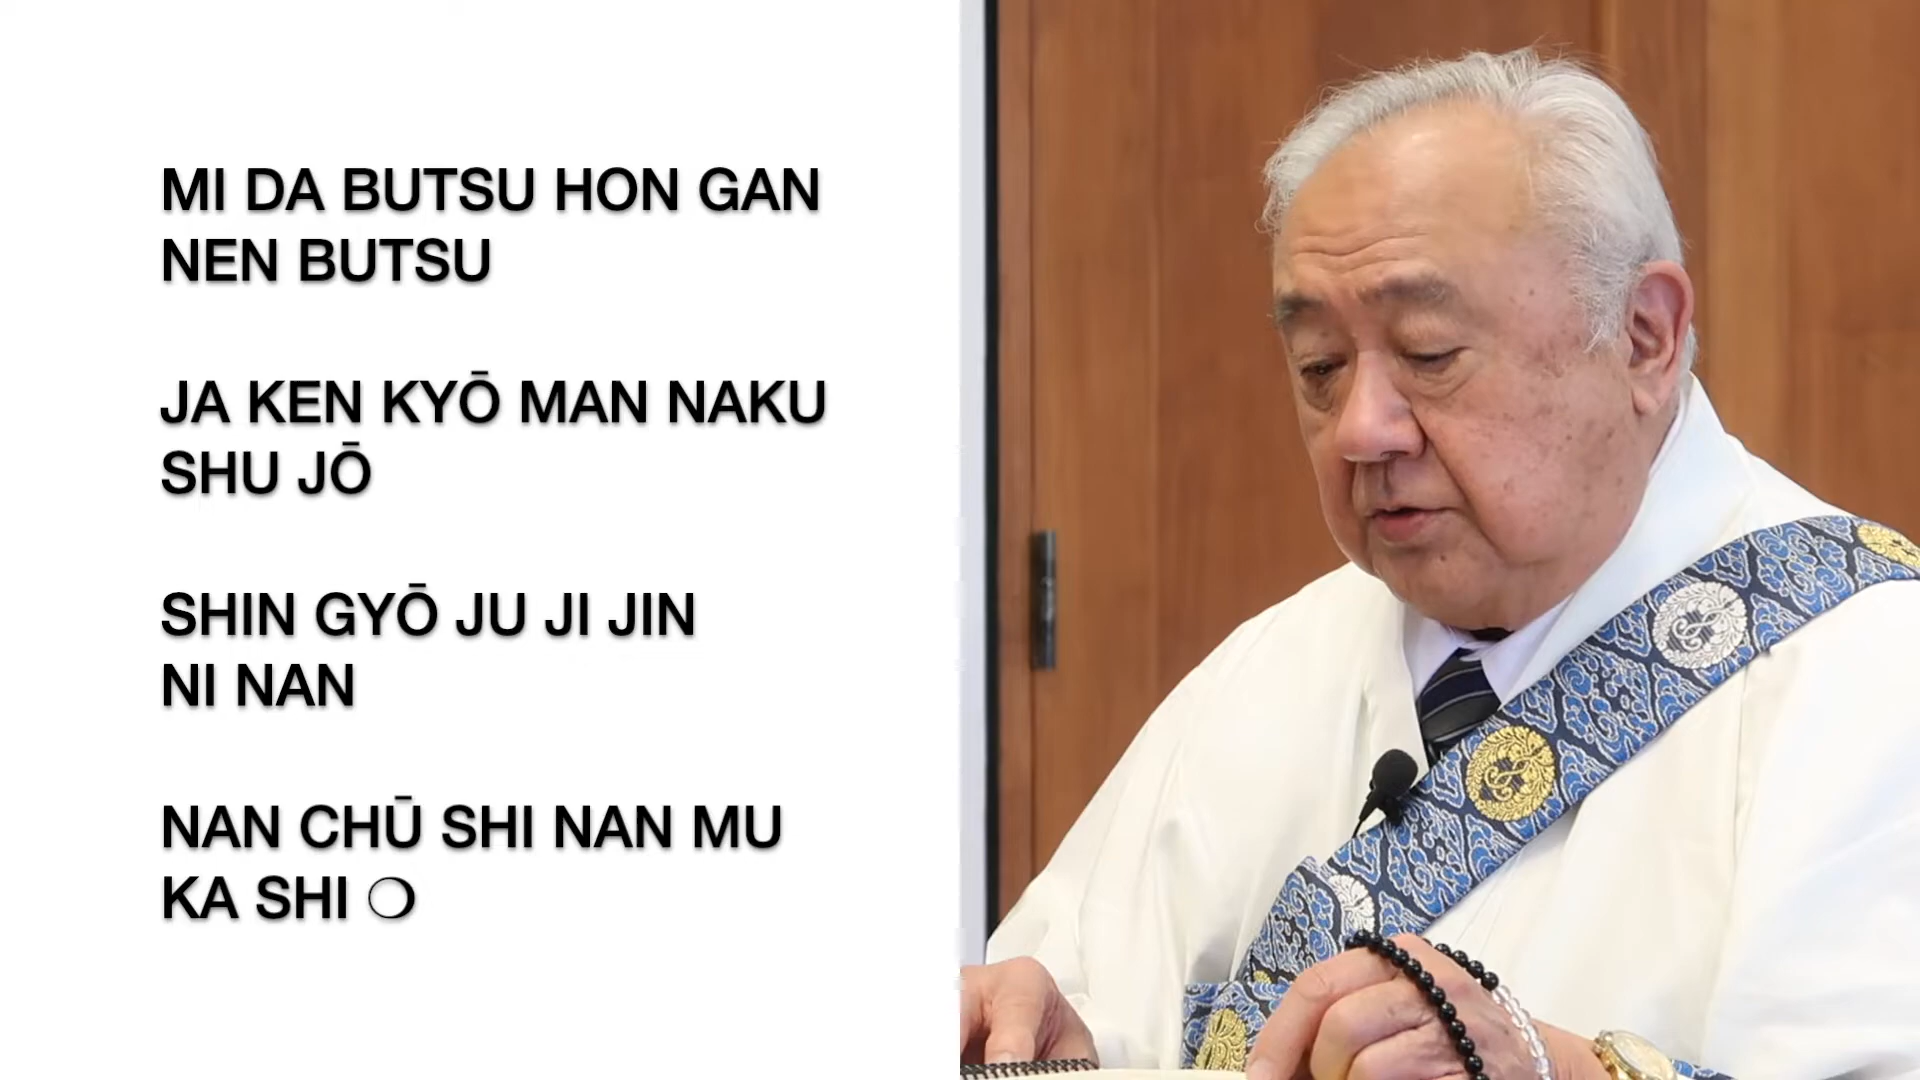 MI DA BUTSU HON GAN
NEN BUTSU
JA KEN KYŌ MAN NAKU
SHU JŌ
SHIN GYŌ JU JI JIN
NI NAN
NAN CHŪ SHI NAN MU
KA SHI ❍